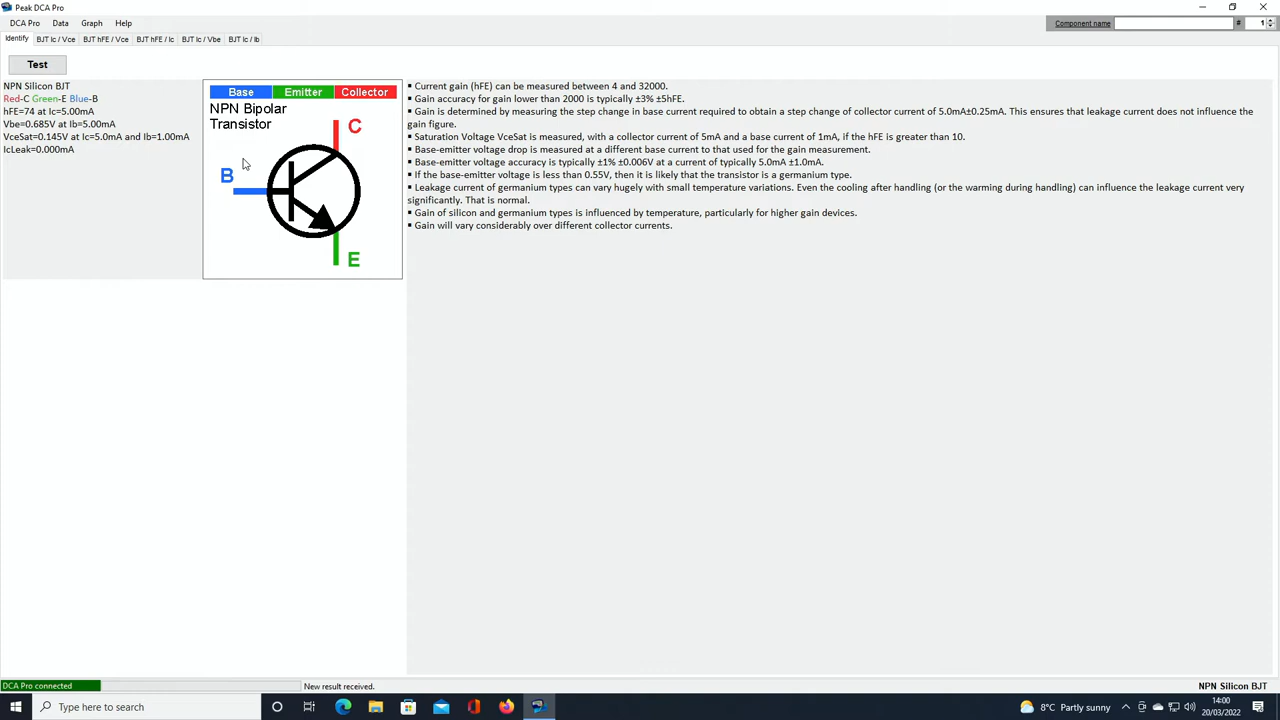 Peak DCA Pro
DCA Pro Data Graph Help
Component name # 1
Identify BJT Ic / Vce BJT hFE / Vce BJT hFE / Ic BJT Ic / Vbe BJT Ic / Ib
Test
NPN Silicon BJT
Red-C Green-E Blue-B
hFE=74 at Ic=5.00mA
Vbe=0.685V at Ib=5.00mA
VceSat=0.145V at Ic=5.0mA and Ib=1.00mA
IcLeak=0.000mA
Base Emitter Collector
NPN Bipolar
Transistor
C
B
E
▪ Current gain (hFE) can be measured between 4 and 32000.
▪ Gain accuracy for gain lower than 2000 is typically ±3% ±5hFE.
▪ Gain is determined by measuring the step change in base current required to obtain a step change of collector current of 5.0mA±0.25mA. This ensures that leakage current does not influence the
gain figure.
▪ Saturation Voltage VceSat is measured, with a collector current of 5mA and a base current of 1mA, if the hFE is greater than 10.
▪ Base-emitter voltage drop is measured at a different base current to that used for the gain measurement.
▪ Base-emitter voltage accuracy is typically ±1% ±0.006V at a current of typically 5.0mA ±1.0mA.
▪ If the base-emitter voltage is less than 0.55V, then it is likely that the transistor is a germanium type.
▪ Leakage current of germanium types can vary hugely with small temperature variations. Even the cooling after handling (or the warming during handling) can influence the leakage current very
significantly. That is normal.
▪ Gain of silicon and germanium types is influenced by temperature, particularly for higher gain devices.
▪ Gain will vary considerably over different collector currents.
DCA Pro connected
New result received.
NPN Silicon BJT
Type here to search
8°C Partly sunny
14:00
20/03/2022